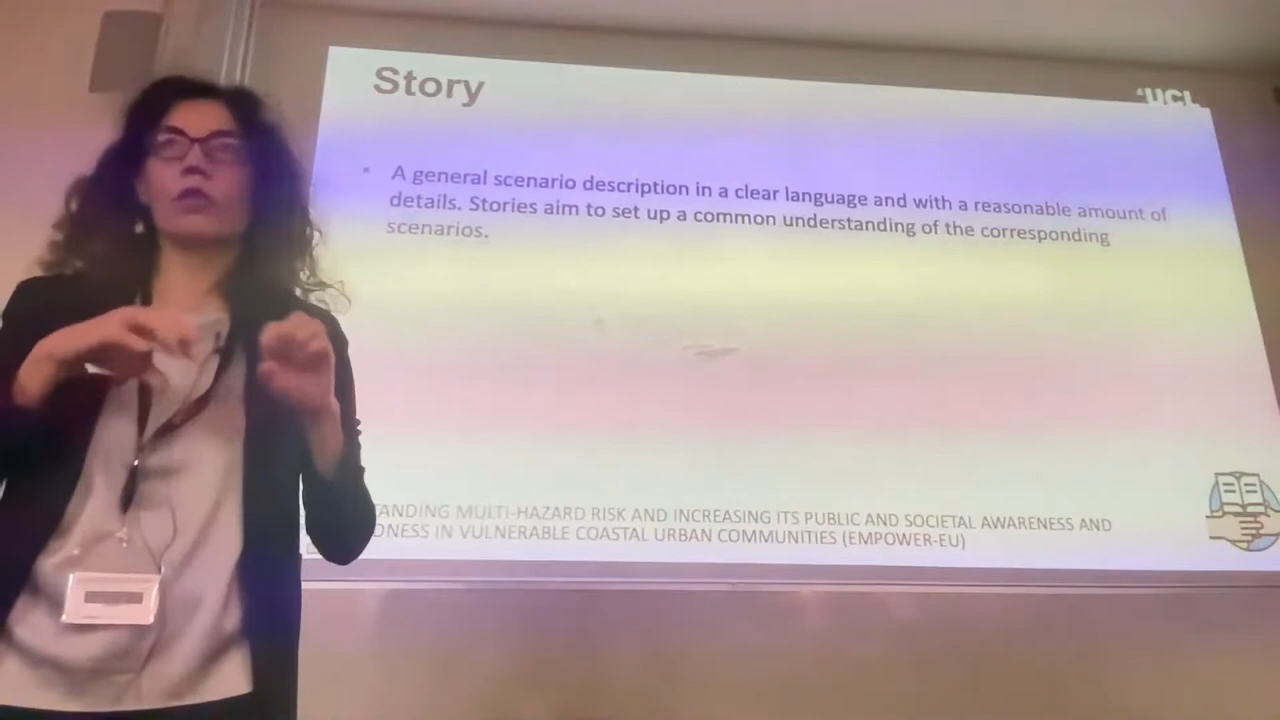 Story
UCL
A general scenario description in a clear language and with a reasonable amount of
details. Stories aim to set up a common understanding of the corresponding
scenarios.
TANDING MULTI-HAZARD RISK AND INCREASING ITS PUBLIC AND SOCIETAL AWARENESS AND
DNESS IN VULNERABLE COASTAL URBAN COMMUNITIES (EMPOWER-EU)